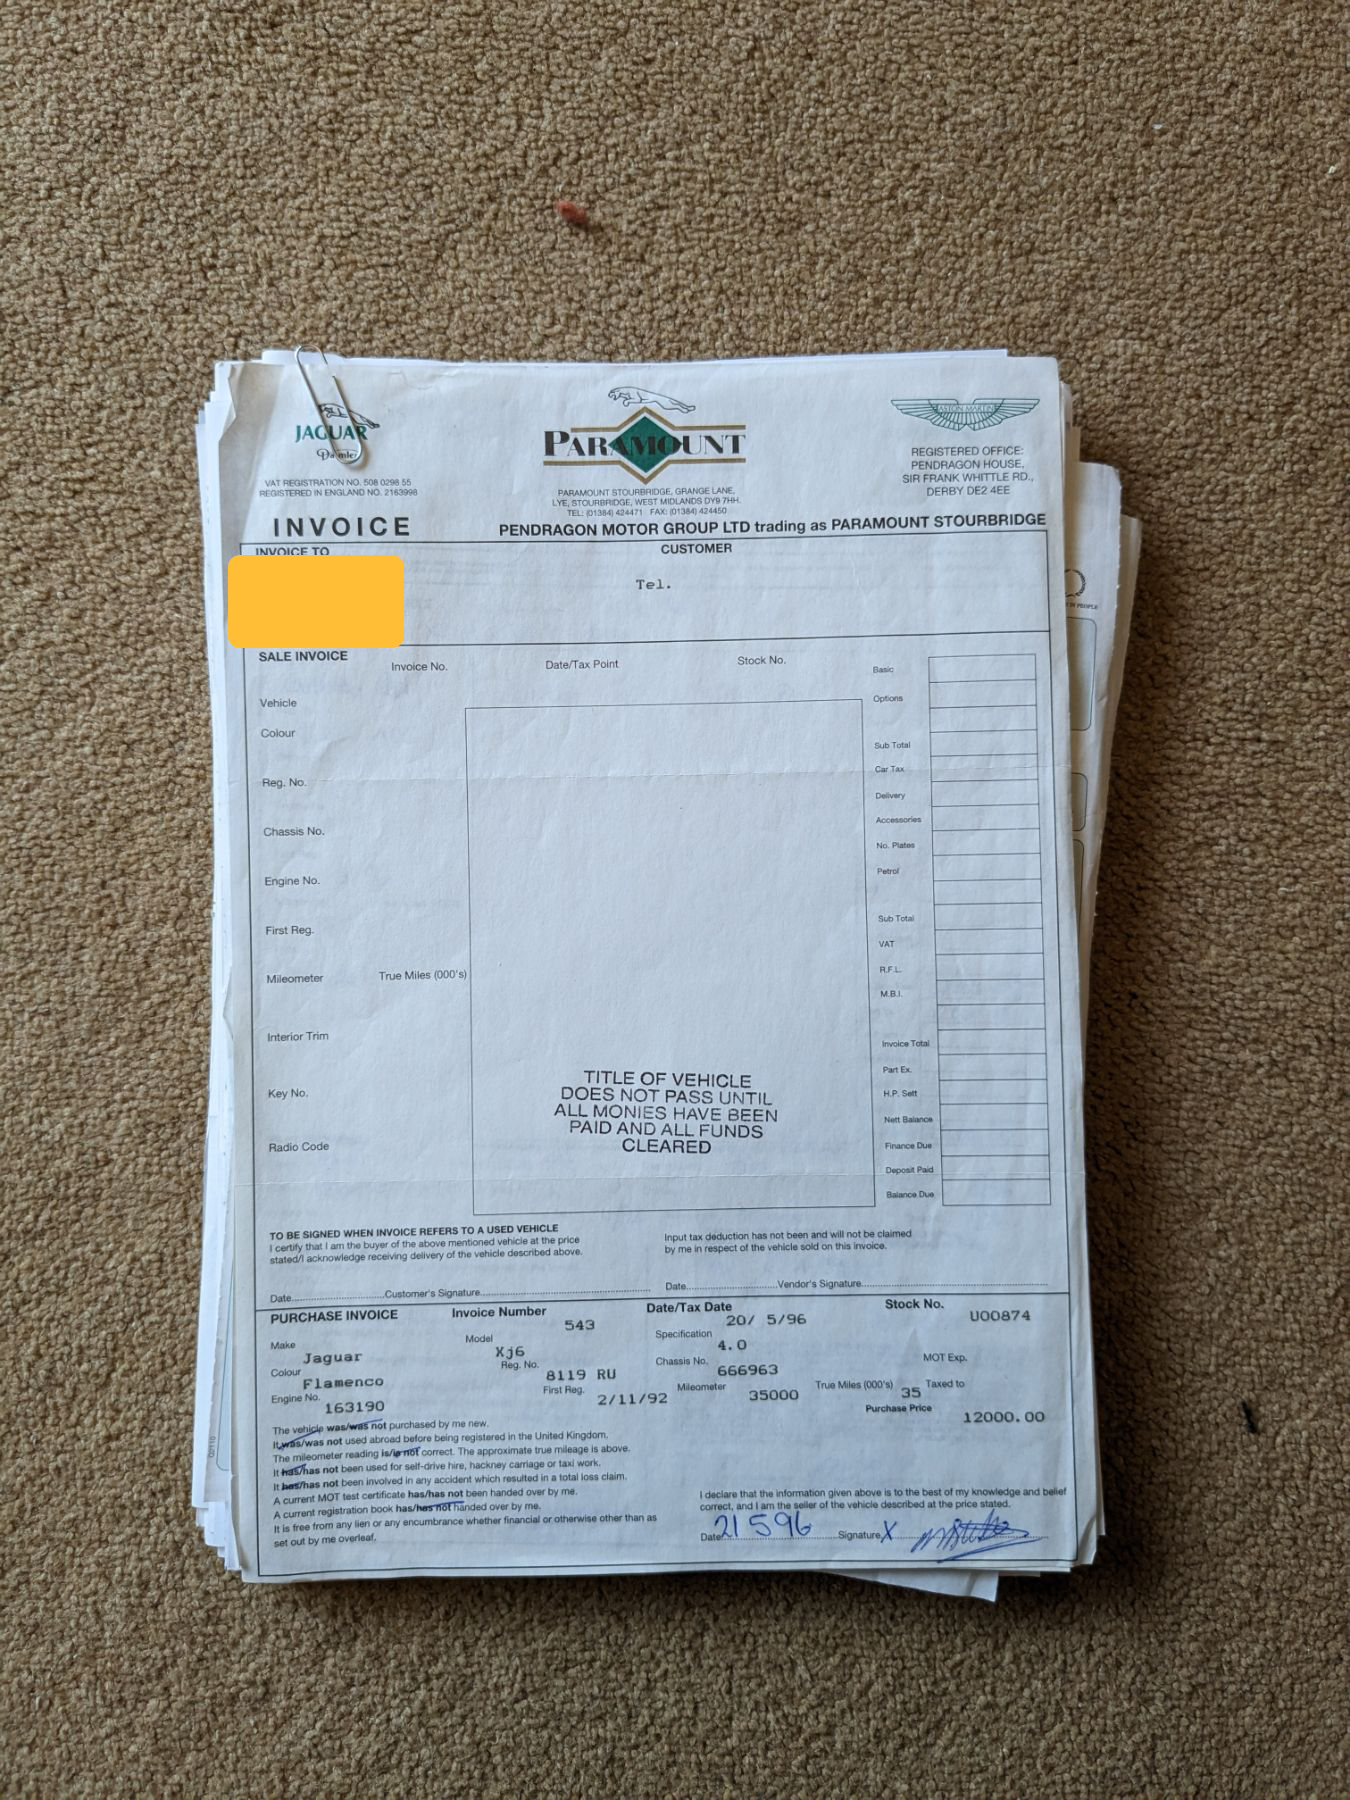 JAGUAR
Daimler
VAT REGISTRATION NO. 508 0298 55
REGISTERED IN ENGLAND NO. 2163998
PARAMOUNT
PARAMOUNT STOURBRIDGE, GRANGE LANE,
LYE, STOURBRIDGE, WEST MIDLANDS DY9 7HH.
TEL: (01384) 424471 FAX: (01384) 424450
ASTON MARTIN
REGISTERED OFFICE:
PENDRAGON HOUSE,
SIR FRANK WHITTLE RD.,
DERBY DE2 4EE
INVOICE
PENDRAGON MOTOR GROUP LTD trading as PARAMOUNT STOURBRIDGE
INVOICE TO
CUSTOMER
Tel.
SALE INVOICE
Invoice No.
Date/Tax Point
Stock No.
Vehicle
Colour
Reg. No.
Chassis No.
Engine No.
First Reg.
Mileometer True Miles (000's)
Interior Trim
Key No.
Radio Code
TITLE OF VEHICLE
DOES NOT PASS UNTIL
ALL MONIES HAVE BEEN
PAID AND ALL FUNDS
CLEARED
Basic
Options
Sub Total
Car Tax
Delivery
Accessories
No. Plates
Petrol
Sub Total
VAT
R.F.L.
M.B.I.
Invoice Total
Part Ex.
H.P. Sett
Nett Balance
Finance Due
Deposit Paid
Balance Due
TO BE SIGNED WHEN INVOICE REFERS TO A USED VEHICLE
I certify that I am the buyer of the above mentioned vehicle at the price
stated/I acknowledge receiving delivery of the vehicle described above.
Date Customer's Signature
Input tax deduction has not been and will not be claimed
by me in respect of the vehicle sold on this invoice.
Date Vendor's Signature
PURCHASE INVOICE
Invoice Number 543
Date/Tax Date 20/ 5/96
Stock No. U00874
Make Jaguar
Model Xj6
Specification 4.0
Colour Flamenco
Reg. No. 8119 RU
Chassis No. 666963
MOT Exp.
Engine No. 163190
First Reg. 2/11/92
Mileometer 35000
True Miles (000's) 35
Taxed to
Purchase Price 12000.00
The vehicle was/was not purchased by me new.
It was/was not used abroad before being registered in the United Kingdom.
The mileometer reading is/is not correct. The approximate true mileage is above.
It has/has not been used for self-drive hire, hackney carriage or taxi work.
It has/has not been involved in any accident which resulted in a total loss claim.
A current MOT test certificate has/has not been handed over by me.
A current registration book has/has not handed over by me.
It is free from any lien or any encumbrance whether financial or otherwise other than as
set out by me overleaf.
I declare that the information given above is to the best of my knowledge and belief
correct, and I am the seller of the vehicle described at the price stated.
Date 21 5 96 Signature X
IN PEOPLE